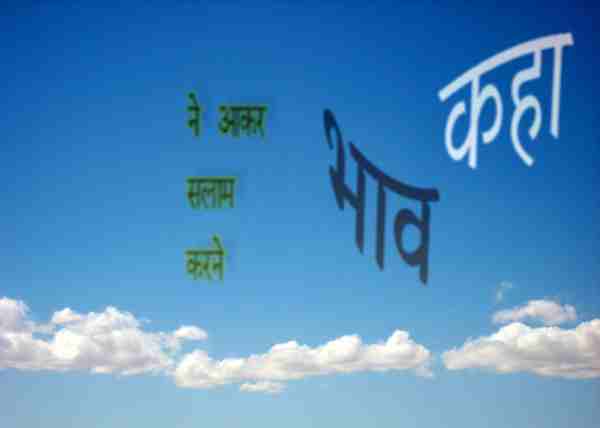 ने आकर
सलाम
करने
भाव
कहा